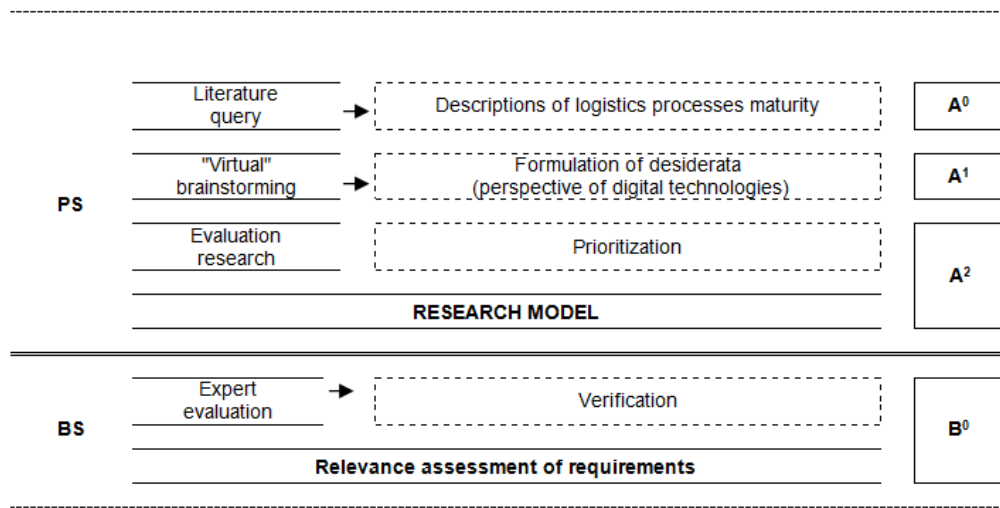 Literature
query
Descriptions of logistics processes maturity
A⁰
"Virtual"
brainstorming
Formulation of desiderata
(perspective of digital technologies)
A¹
PS
Evaluation
research
Prioritization
A²
RESEARCH MODEL
Expert
evaluation
Verification
BS
B⁰
Relevance assessment of requirements